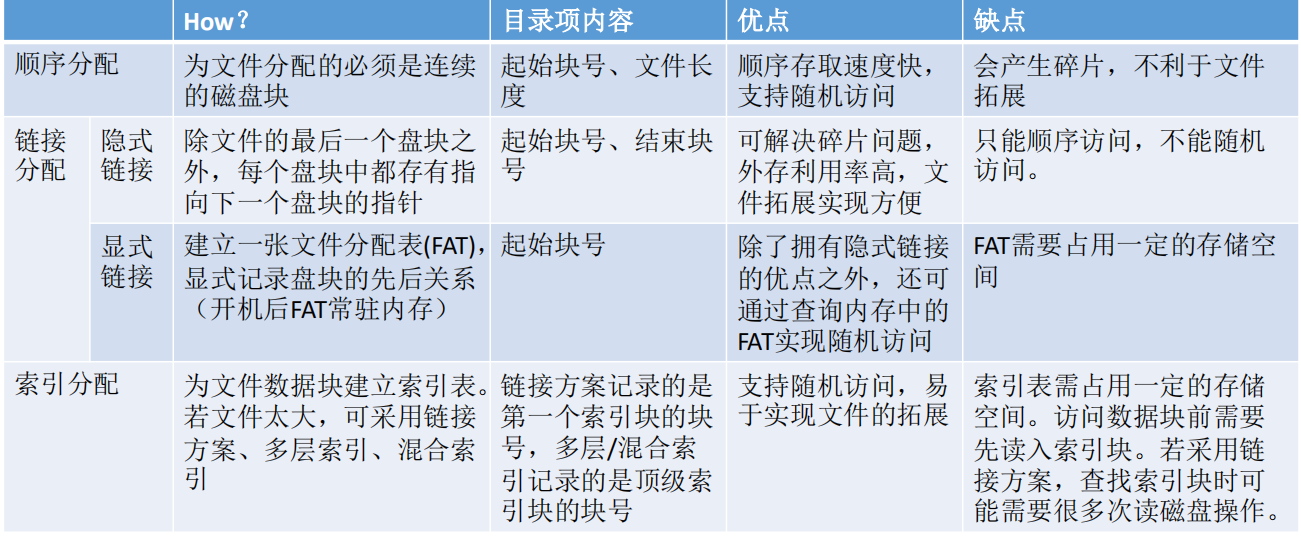 How？ 目录项内容 优点 缺点
顺序分配
为文件分配的必须是连续
的磁盘块
起始块号、文件长
度
顺序存取速度快，
支持随机访问
会产生碎片，不利于文件
拓展
链接
分配
隐式
链接
除文件的最后一个盘块之
外，每个盘块中都存有指
向下一个盘块的指针
起始块号、结束块
号
可解决碎片问题，
外存利用率高，文
件拓展实现方便
只能顺序访问，不能随机
访问。
显式
链接
建立一张文件分配表(FAT)，
显式记录盘块的先后关系
（开机后FAT常驻内存）
起始块号
除了拥有隐式链接
的优点之外，还可
通过查询内存中的
FAT实现随机访问
FAT需要占用一定的存储空
间
索引分配
为文件数据块建立索引表。
若文件太大，可采用链接
方案、多层索引、混合索
引
链接方案记录的是
第一个索引块的块
号，多层/混合索
引记录的是顶级索
引块的块号
支持随机访问，易
于实现文件的拓展
索引表需占用一定的存储
空间。访问数据块前需要
先读入索引块。若采用链
接方案，查找索引块时可
能需要很多次读磁盘操作。